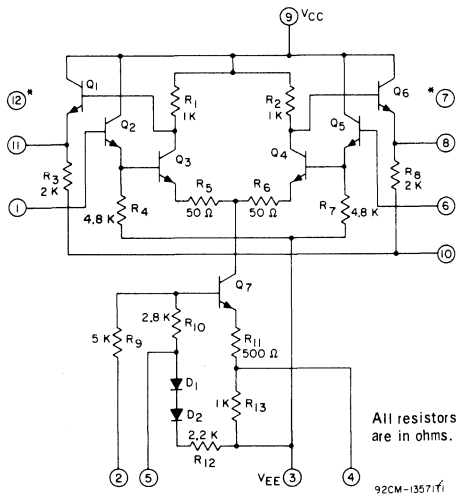 9 VCC
12 * Q1
Q6 * 7
R1
1K
R2
1K
Q2
Q5
11
8
Q3
Q4
R3
2 K
R8
2 K
R5
50 Ω
R6
50 Ω
1
6
R4
4.8 K
R7
4.8 K
10
Q7
5 K R9
2.8 K R10
R11
500 Ω
D1
D2
1K R13
2.2 K
R12
2
5
VEE 3
4
All resistors
are in ohms.
92CM-13571T1